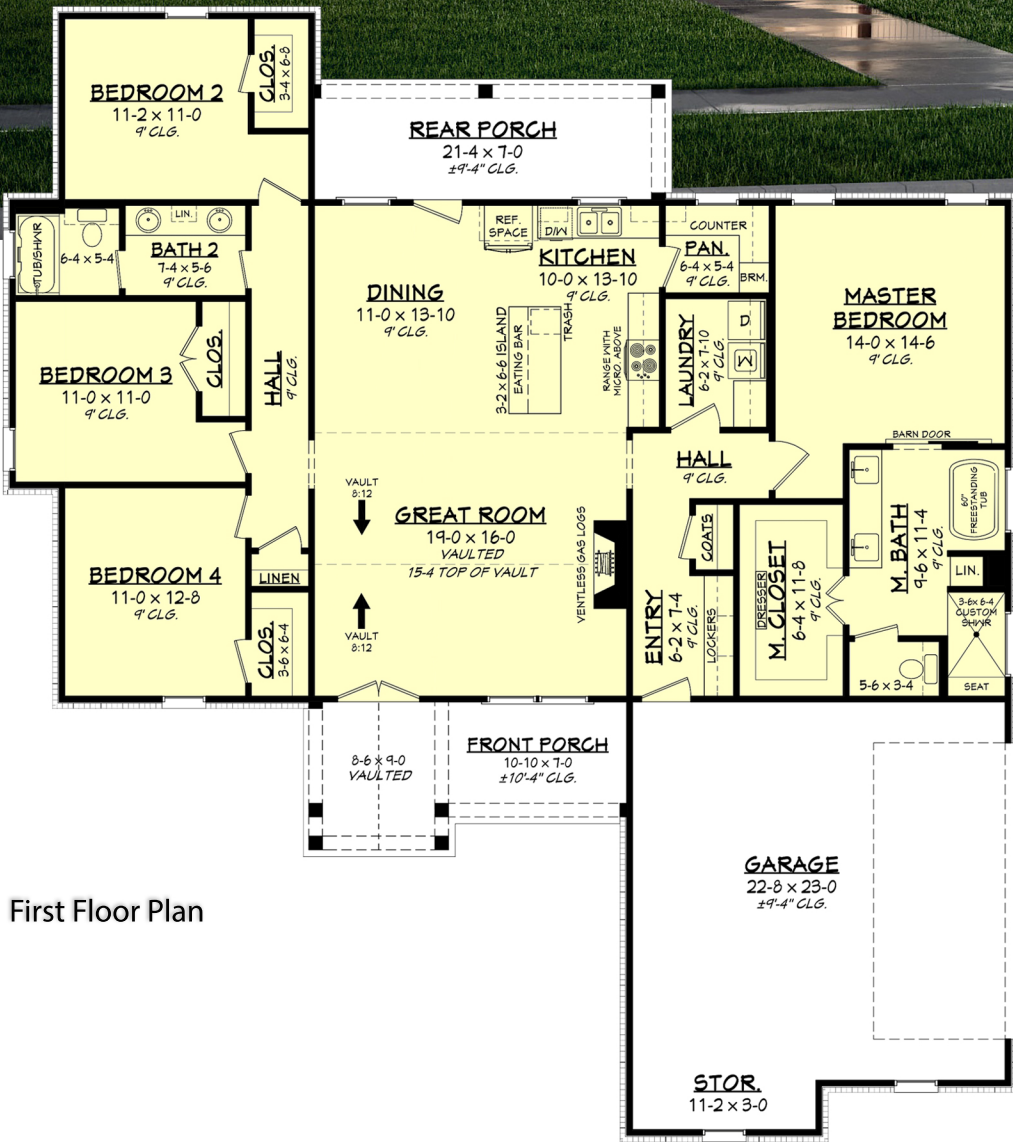 BEDROOM 2
11-2 x 11-0
9' CLG.
CLOS.
3-4 x 6-8
REAR PORCH
21-4 x 7-0
±9'-4" CLG.
TUB/SHWR
6-4 x 5-4
LIN.
BATH 2
7-4 x 5-6
9' CLG.
REF.
SPACE
D/W
KITCHEN
10-0 x 13-10
9' CLG.
COUNTER
PAN.
6-4 x 5-4
9' CLG.
BRM.
DINING
11-0 x 13-10
9' CLG.
3-2 x 6-6 ISLAND
EATING BAR
TRASH
RANGE WITH
MICRO. ABOVE
LAUNDRY
6-2 x 7-10
9' CLG.
D
W
MASTER
BEDROOM
14-0 x 14-6
9' CLG.
BEDROOM 3
11-0 x 11-0
9' CLG.
CLOS.
HALL
9' CLG.
BARN DOOR
HALL
9' CLG.
VAULT
8:12
GREAT ROOM
19-0 x 16-0
VAULTED
15-4 TOP OF VAULT
VENTLESS GAS LOGS
COATS
M. BATH
9-6 x 11-4
9' CLG.
60"
FREESTANDING
TUB
LIN.
BEDROOM 4
11-0 x 12-8
9' CLG.
LINEN
CLOS.
3-6 x 6-4
VAULT
8:12
ENTRY
6-2 x 7-4
9' CLG.
LOCKERS
DRESSER
M. CLOSET
6-4 x 11-8
9' CLG.
3-6 x 6-4
CUSTOM
SHWR
SEAT
5-6 x 3-4
8-6 x 9-0
VAULTED
FRONT PORCH
10-10 x 7-0
±10'-4" CLG.
GARAGE
22-8 x 23-0
±9'-4" CLG.
First Floor Plan
STOR.
11-2 x 3-0